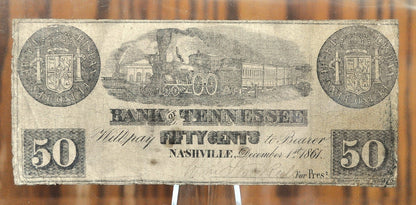 BANK OF TENNESSEE
Will pay FIFTY CENTS to Bearer
NASHVILLE, December 1st 1861.
50
50
For Pres!